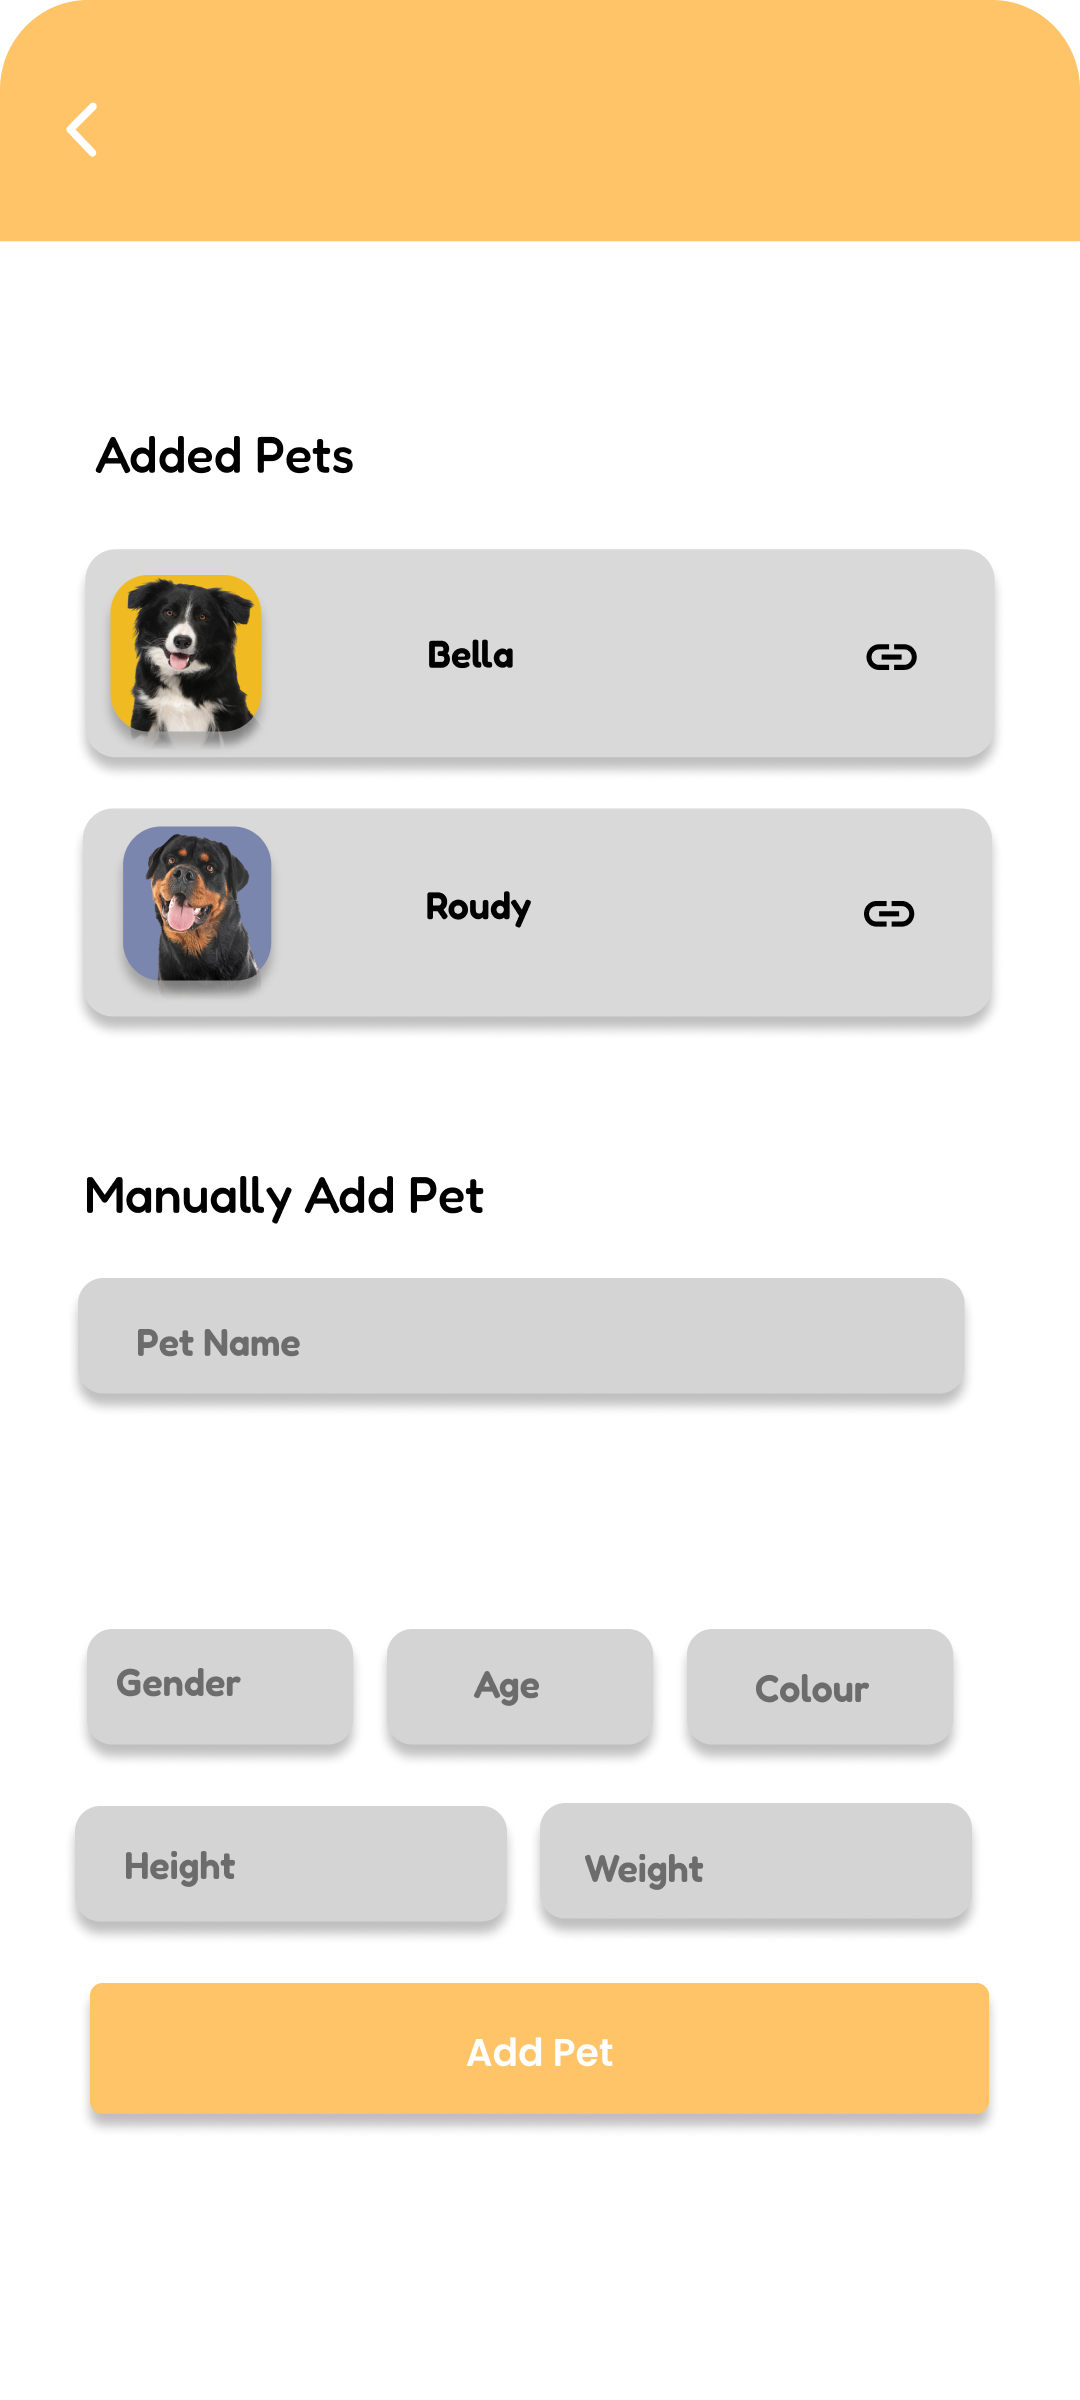 Added Pets
Bella
Roudy
Manually Add Pet
Pet Name
Gender Age Colour
Height Weight
Add Pet